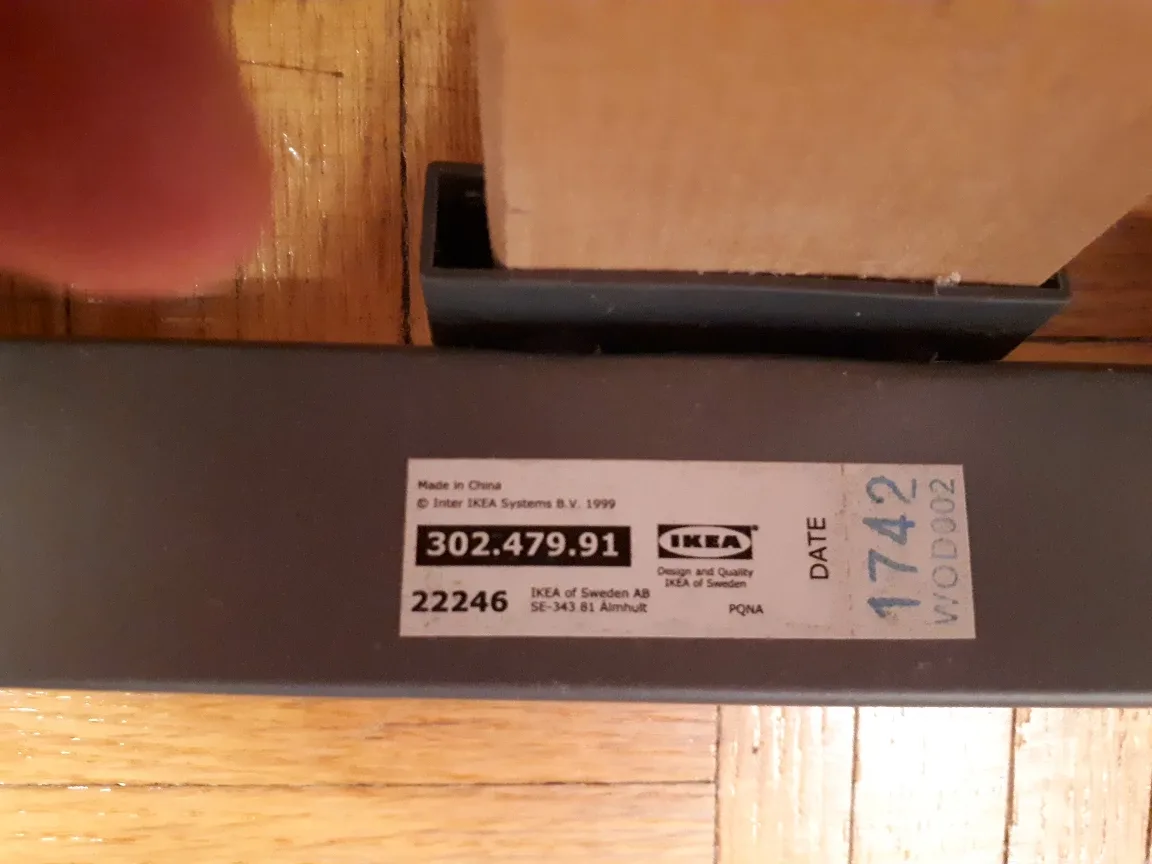 Made in China
© Inter IKEA Systems B.V. 1999
302.479.91
22246
IKEA of Sweden AB
SE-343 81 Älmhult
IKEA®
Design and Quality
IKEA of Sweden
PQNA
DATE
1742
WOD002